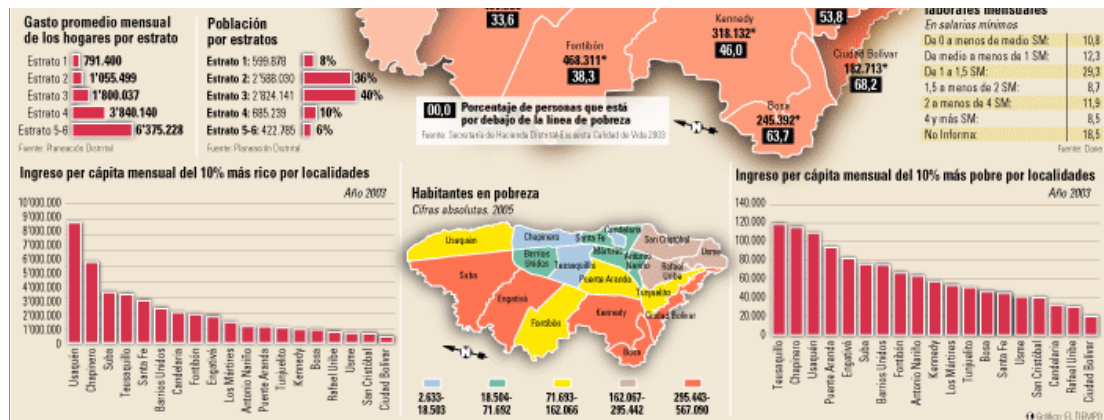 33,6
Kennedy
318.132*
46,0
53,8
Fontibón
468.311*
38,3
Ciudad Bolívar
182.713*
68,2
Bosa
245.392*
63,7
Gasto promedio mensual
de los hogares por estrato
Estrato 1 791.400
Estrato 2 1'055.499
Estrato 3 1'800.037
Estrato 4 3'840.140
Estrato 5-6 6'375.228
Fuente: Planeación Distrital
Población
por estratos
Estrato 1: 599.878 8%
Estrato 2: 2'588.030 36%
Estrato 3: 2'824.141 40%
Estrato 4: 685.239 10%
Estrato 5-6: 422.785 6%
Fuente: Planeación Distrital
00,0 Porcentaje de personas que está
por debajo de la línea de pobreza
Fuente: Secretaría de Hacienda Distrital-Encuesta Calidad de Vida 2003
N
laborales mensuales
En salarios mínimos
De 0 a menos de medio SM: 10,8
De medio a menos de 1 SM: 12,3
De 1 a 1,5 SM: 29,3
1,5 a menos de 2 SM: 8,7
2 a menos de 4 SM: 11,9
4 y más SM: 8,5
No Informa: 18,5
Fuente: Dane
Ingreso per cápita mensual del 10% más rico por localidades
Año 2003
10'000.000
9'000.000
8'000.000
7'000.000
6'000.000
5'000.000
4'000.000
3'000.000
2'000.000
1'000.000
0
Usaquén
Chapinero
Suba
Teusaquillo
Santa Fe
Barrios Unidos
Candelaria
Fontibón
Engativá
Los Mártires
Antonio Nariño
Puente Aranda
Tunjuelito
Kennedy
Bosa
Rafael Uribe
Usme
San Cristóbal
Ciudad Bolívar
Habitantes en pobreza
Cifras absolutas. 2005
Usaquén
Chapinero
Santa Fe
Candelaria
San Cristóbal
Usme
Barrios
Unidos
Teusaquillo
Mártires
Antonio
Nariño
Rafael
Uribe
Suba
Engativá
Puente Aranda
Tunjuelito
Fontibón
Kennedy
Ciudad Bolívar
Bosa
N
2.633-
18.503
18.504-
71.692
71.693-
162.066
162.067-
295.442
295.443-
567.090
Ingreso per cápita mensual del 10% más pobre por localidades
Año 2003
140.000
120.000
100.000
80.000
60.000
40.000
20.000
0
Teusaquillo
Chapinero
Usaquén
Puente Aranda
Engativá
Suba
Barrios Unidos
Fontibón
Los Mártires
Antonio Nariño
Kennedy
Santa Fe
Tunjuelito
Bosa
Los Mártires
Usme
San Cristóbal
Candelaria
Rafael Uribe
Ciudad Bolívar
Gráfico: EL TIEMPO